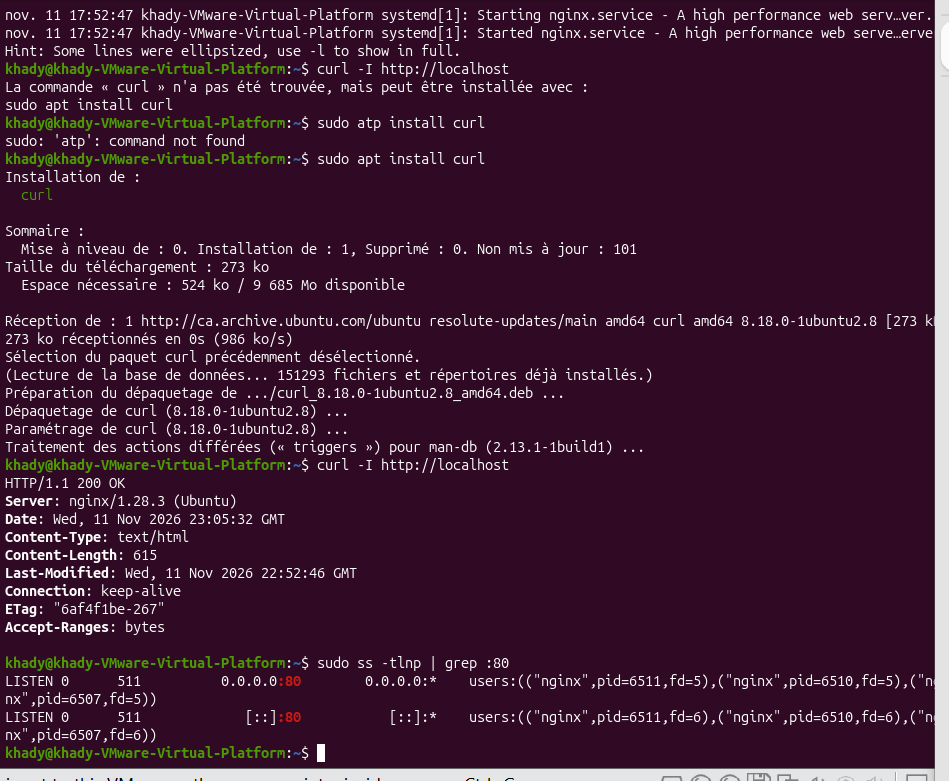 nov. 11 17:52:47 khady-VMware-Virtual-Platform systemd[1]: Starting nginx.service - A high performance web serv…ver.
nov. 11 17:52:47 khady-VMware-Virtual-Platform systemd[1]: Started nginx.service - A high performance web serve…erve
Hint: Some lines were ellipsized, use -l to show in full.
khady@khady-VMware-Virtual-Platform:~$ curl -I http://localhost
La commande « curl » n'a pas été trouvée, mais peut être installée avec :
sudo apt install curl
khady@khady-VMware-Virtual-Platform:~$ sudo atp install curl
sudo: 'atp': command not found
khady@khady-VMware-Virtual-Platform:~$ sudo apt install curl
Installation de :
  curl

Sommaire :
  Mise à niveau de : 0. Installation de : 1, Supprimé : 0. Non mis à jour : 101
Taille du téléchargement : 273 ko
  Espace nécessaire : 524 ko / 9 685 Mo disponible

Réception de : 1 http://ca.archive.ubuntu.com/ubuntu resolute-updates/main amd64 curl amd64 8.18.0-1ubuntu2.8 [273 k
273 ko réceptionnés en 0s (986 ko/s)
Sélection du paquet curl précédemment désélectionné.
(Lecture de la base de données... 151293 fichiers et répertoires déjà installés.)
Préparation du dépaquetage de .../curl_8.18.0-1ubuntu2.8_amd64.deb ...
Dépaquetage de curl (8.18.0-1ubuntu2.8) ...
Paramétrage de curl (8.18.0-1ubuntu2.8) ...
Traitement des actions différées (« triggers ») pour man-db (2.13.1-1build1) ...
khady@khady-VMware-Virtual-Platform:~$ curl -I http://localhost
HTTP/1.1 200 OK
Server: nginx/1.28.3 (Ubuntu)
Date: Wed, 11 Nov 2026 23:05:32 GMT
Content-Type: text/html
Content-Length: 615
Last-Modified: Wed, 11 Nov 2026 22:52:46 GMT
Connection: keep-alive
ETag: "6af4f1be-267"
Accept-Ranges: bytes

khady@khady-VMware-Virtual-Platform:~$ sudo ss -tlnp | grep :80
LISTEN 0      511          0.0.0.0:80        0.0.0.0:*    users:(("nginx",pid=6511,fd=5),("nginx",pid=6510,fd=5),("ng
nx",pid=6507,fd=5))
LISTEN 0      511             [::]:80           [::]:*    users:(("nginx",pid=6511,fd=6),("nginx",pid=6510,fd=6),("ng
nx",pid=6507,fd=6))
khady@khady-VMware-Virtual-Platform:~$